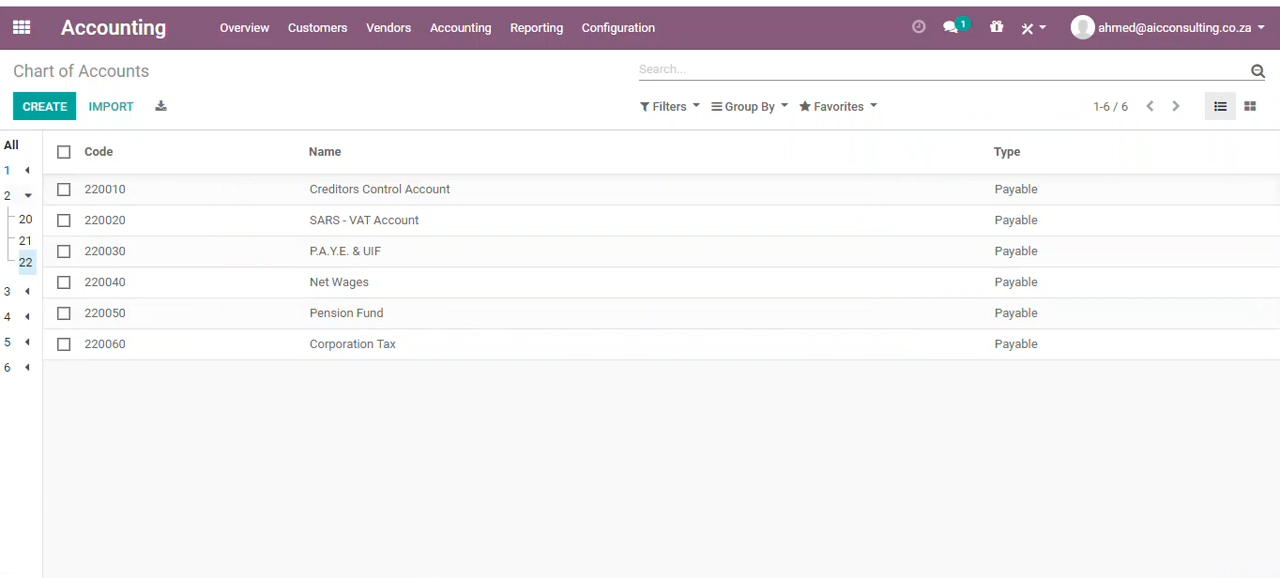 Accounting Overview Customers Vendors Accounting Reporting Configuration 1 ahmed@aicconsulting.co.za
Chart of Accounts Search...
CREATE IMPORT Filters Group By Favorites 1-6 / 6
All
1
2
20
21
22
3
4
5
6
Code Name Type
220010 Creditors Control Account Payable
220020 SARS - VAT Account Payable
220030 P.A.Y.E. & UIF Payable
220040 Net Wages Payable
220050 Pension Fund Payable
220060 Corporation Tax Payable